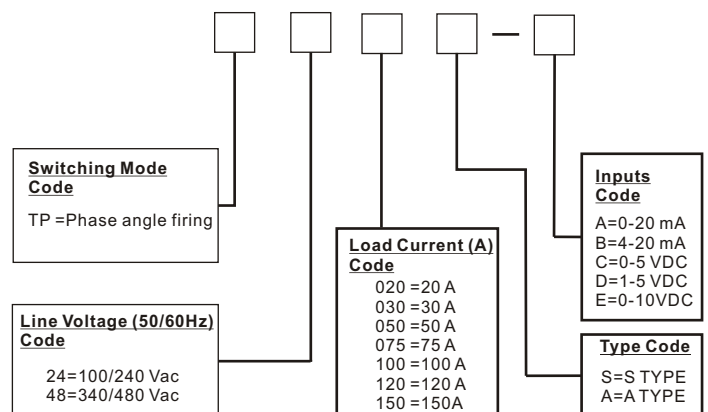 Switching Mode
Code
TP =Phase angle firing
Line Voltage (50/60Hz)
Code
24=100/240 Vac
48=340/480 Vac
Load Current (A)
Code
020 =20 A
030 =30 A
050 =50 A
075 =75 A
100 =100 A
120 =120 A
150 =150A
Inputs
Code
A=0-20 mA
B=4-20 mA
C=0-5 VDC
D=1-5 VDC
E=0-10VDC
Type Code
S=S TYPE
A=A TYPE